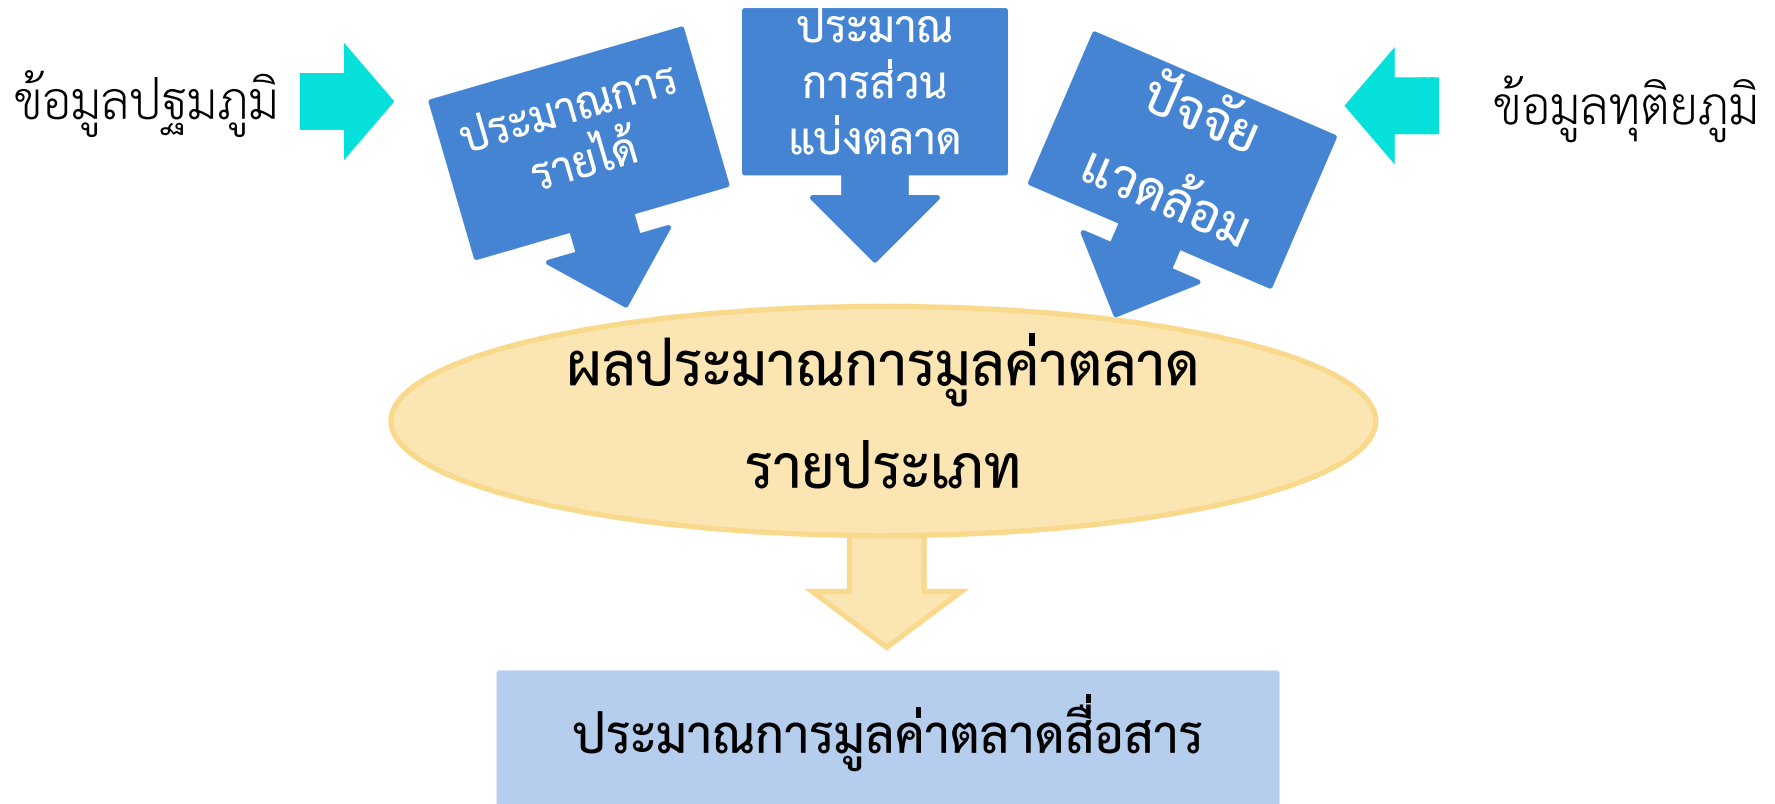 ข้อมูลปฐมภูมิ
ประมาณการ
รายได้
ประมาณ
การส่วน
แบ่งตลาด
ปัจจัย
แวดล้อม
ข้อมูลทุติยภูมิ
ผลประมาณการมูลค่าตลาด
รายประเภท
ประมาณการมูลค่าตลาดสื่อสาร